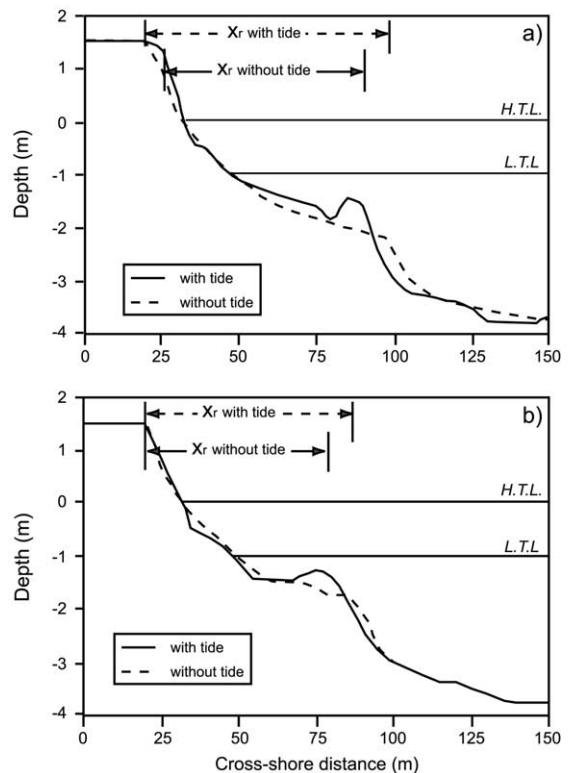 a)
Xr with tide
Xr without tide
H.T.L.
L.T.L
Depth (m)
2
1
0
-1
-2
-3
-4
with tide
without tide
0 25 50 75 100 125 150
b)
Xr with tide
Xr without tide
H.T.L.
L.T.L
Depth (m)
2
1
0
-1
-2
-3
-4
with tide
without tide
0 25 50 75 100 125 150
Cross-shore distance (m)